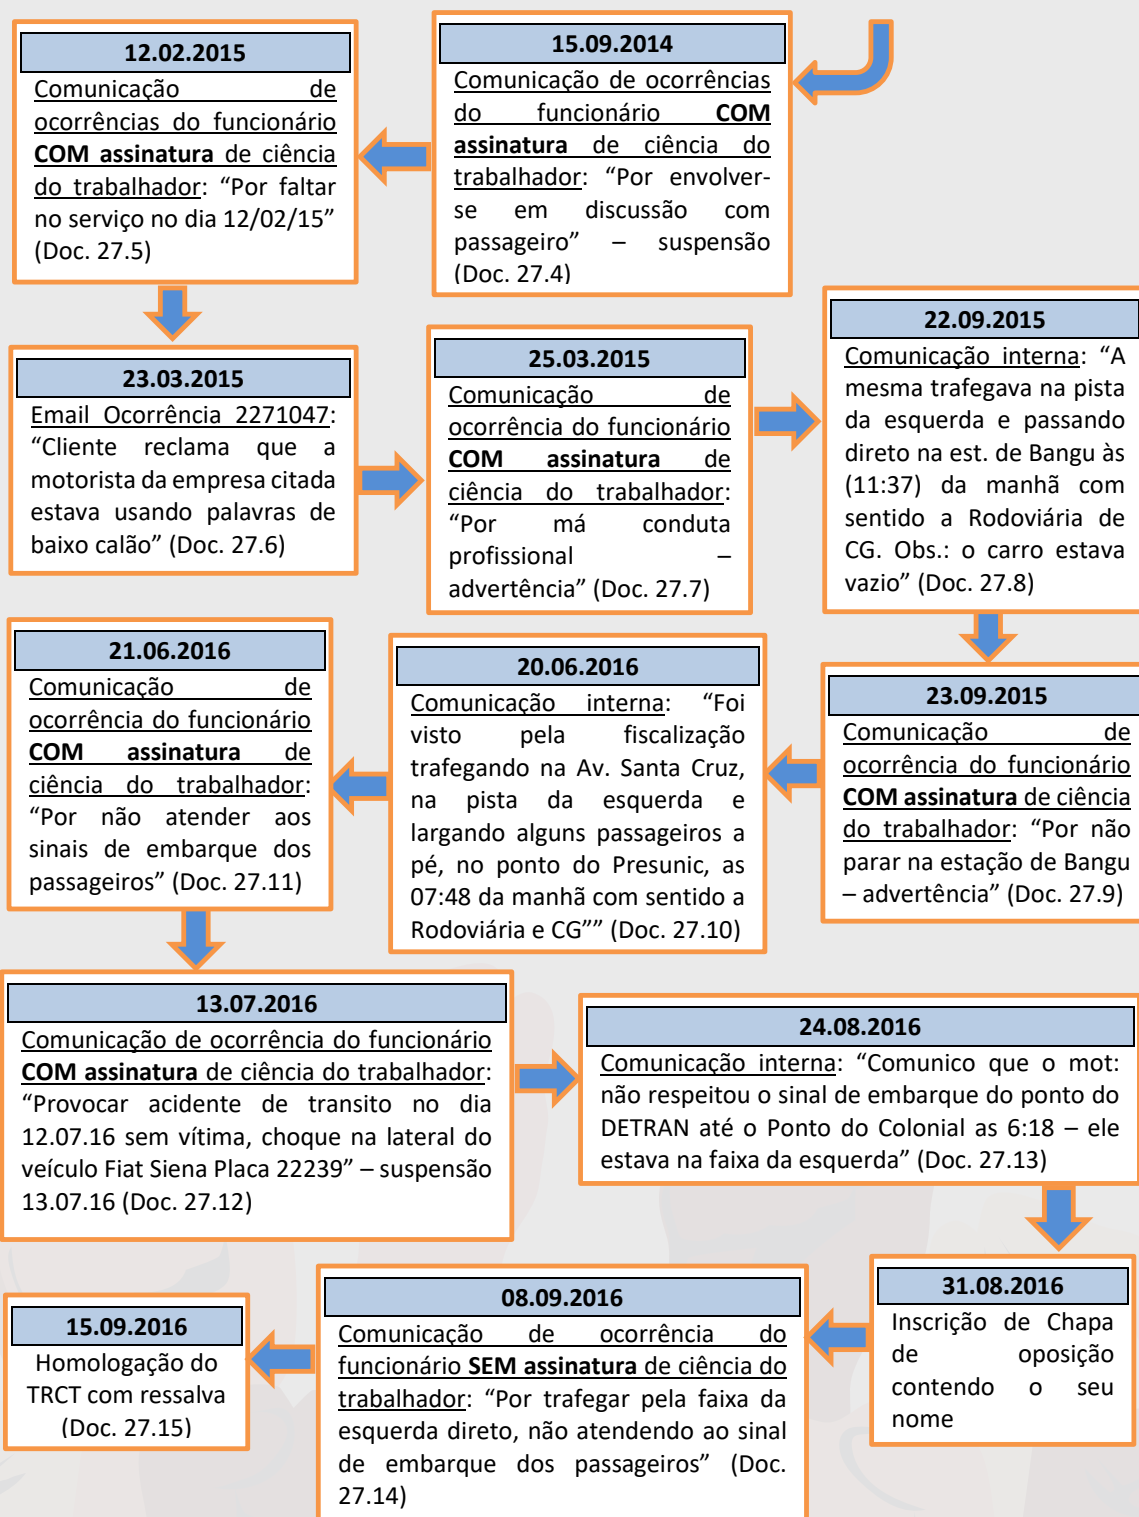 15.09.2014
Comunicação de ocorrências
do funcionário COM
assinatura de ciência do
trabalhador: “Por envolver-
se em discussão com
passageiro” – suspensão
(Doc. 27.4)
12.02.2015
Comunicação de
ocorrências do funcionário
COM assinatura de ciência
do trabalhador: “Por faltar
no serviço no dia 12/02/15”
(Doc. 27.5)
23.03.2015
Email Ocorrência 2271047:
“Cliente reclama que a
motorista da empresa citada
estava usando palavras de
baixo calão” (Doc. 27.6)
25.03.2015
Comunicação de
ocorrência do funcionário
COM assinatura de
ciência do trabalhador:
“Por má conduta
profissional –
advertência” (Doc. 27.7)
22.09.2015
Comunicação interna: “A
mesma trafegava na pista
da esquerda e passando
direto na est. de Bangu às
(11:37) da manhã com
sentido a Rodoviária de
CG. Obs.: o carro estava
vazio” (Doc. 27.8)
23.09.2015
Comunicação de
ocorrência do funcionário
COM assinatura de ciência
do trabalhador: “Por não
parar na estação de Bangu
– advertência” (Doc. 27.9)
20.06.2016
Comunicação interna: “Foi
visto pela fiscalização
trafegando na Av. Santa Cruz,
na pista da esquerda e
largando alguns passageiros a
pé, no ponto do Presunic, as
07:48 da manhã com sentido a
Rodoviária e CG”” (Doc. 27.10)
21.06.2016
Comunicação de
ocorrência do funcionário
COM assinatura de
ciência do trabalhador:
“Por não atender aos
sinais de embarque dos
passageiros” (Doc. 27.11)
13.07.2016
Comunicação de ocorrência do funcionário
COM assinatura de ciência do trabalhador:
“Provocar acidente de transito no dia
12.07.16 sem vítima, choque na lateral do
veículo Fiat Siena Placa 22239” – suspensão
13.07.16 (Doc. 27.12)
24.08.2016
Comunicação interna: “Comunico que o mot:
não respeitou o sinal de embarque do ponto do
DETRAN até o Ponto do Colonial as 6:18 – ele
estava na faixa da esquerda” (Doc. 27.13)
31.08.2016
Inscrição de Chapa
de oposição
contendo o seu
nome
08.09.2016
Comunicação de ocorrência do
funcionário SEM assinatura de ciência do
trabalhador: “Por trafegar pela faixa da
esquerda direto, não atendendo ao sinal
de embarque dos passageiros” (Doc.
27.14)
15.09.2016
Homologação do
TRCT com ressalva
(Doc. 27.15)